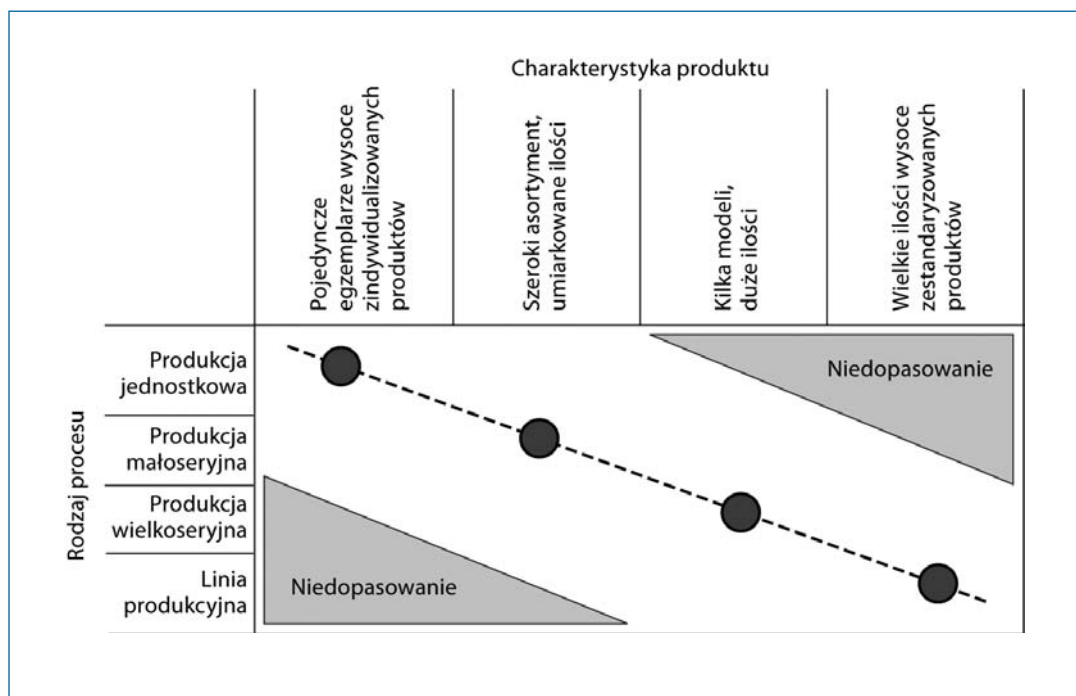 Charakterystyka produktu
Pojedyncze
egzemplarze wysoce
zindywidualizowanych
produktów
Szeroki asortyment,
umiarkowane ilości
Kilka modeli,
duże ilości
Wielkie ilości wysoce
zestandaryzowanych
produktów
Rodzaj procesu
Produkcja
jednostkowa
Produkcja
małoseryjna
Produkcja
wielkoseryjna
Linia
produkcyjna
Niedopasowanie
Niedopasowanie